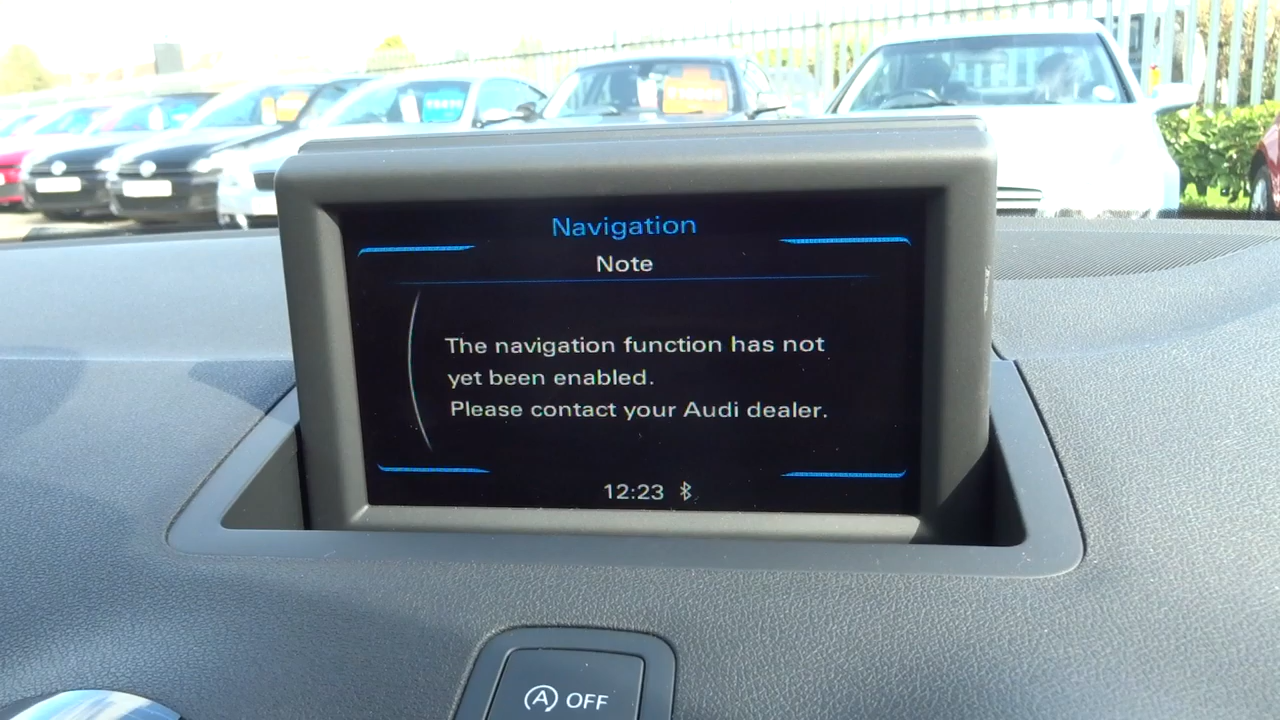 Navigation
Note
The navigation function has not
yet been enabled.
Please contact your Audi dealer.
12:23
A OFF